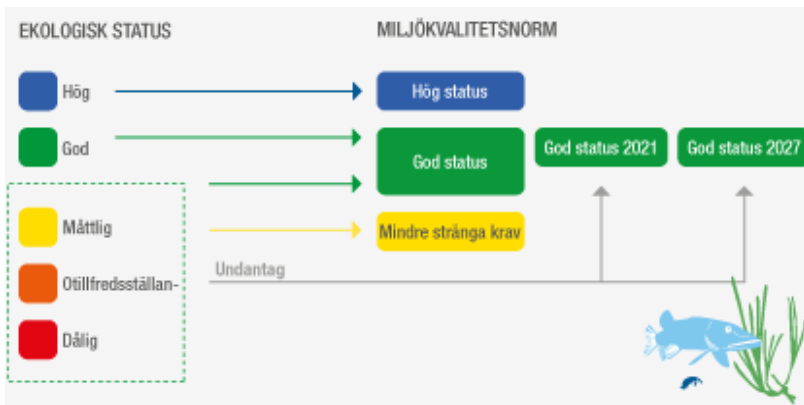 EKOLOGISK STATUS
MILJÖKVALITETSNORM
Hög
Hög status
God
God status
God status 2021
God status 2027
Måttlig
Mindre stränga krav
Undantag
Otillfredsställan-
Dålig